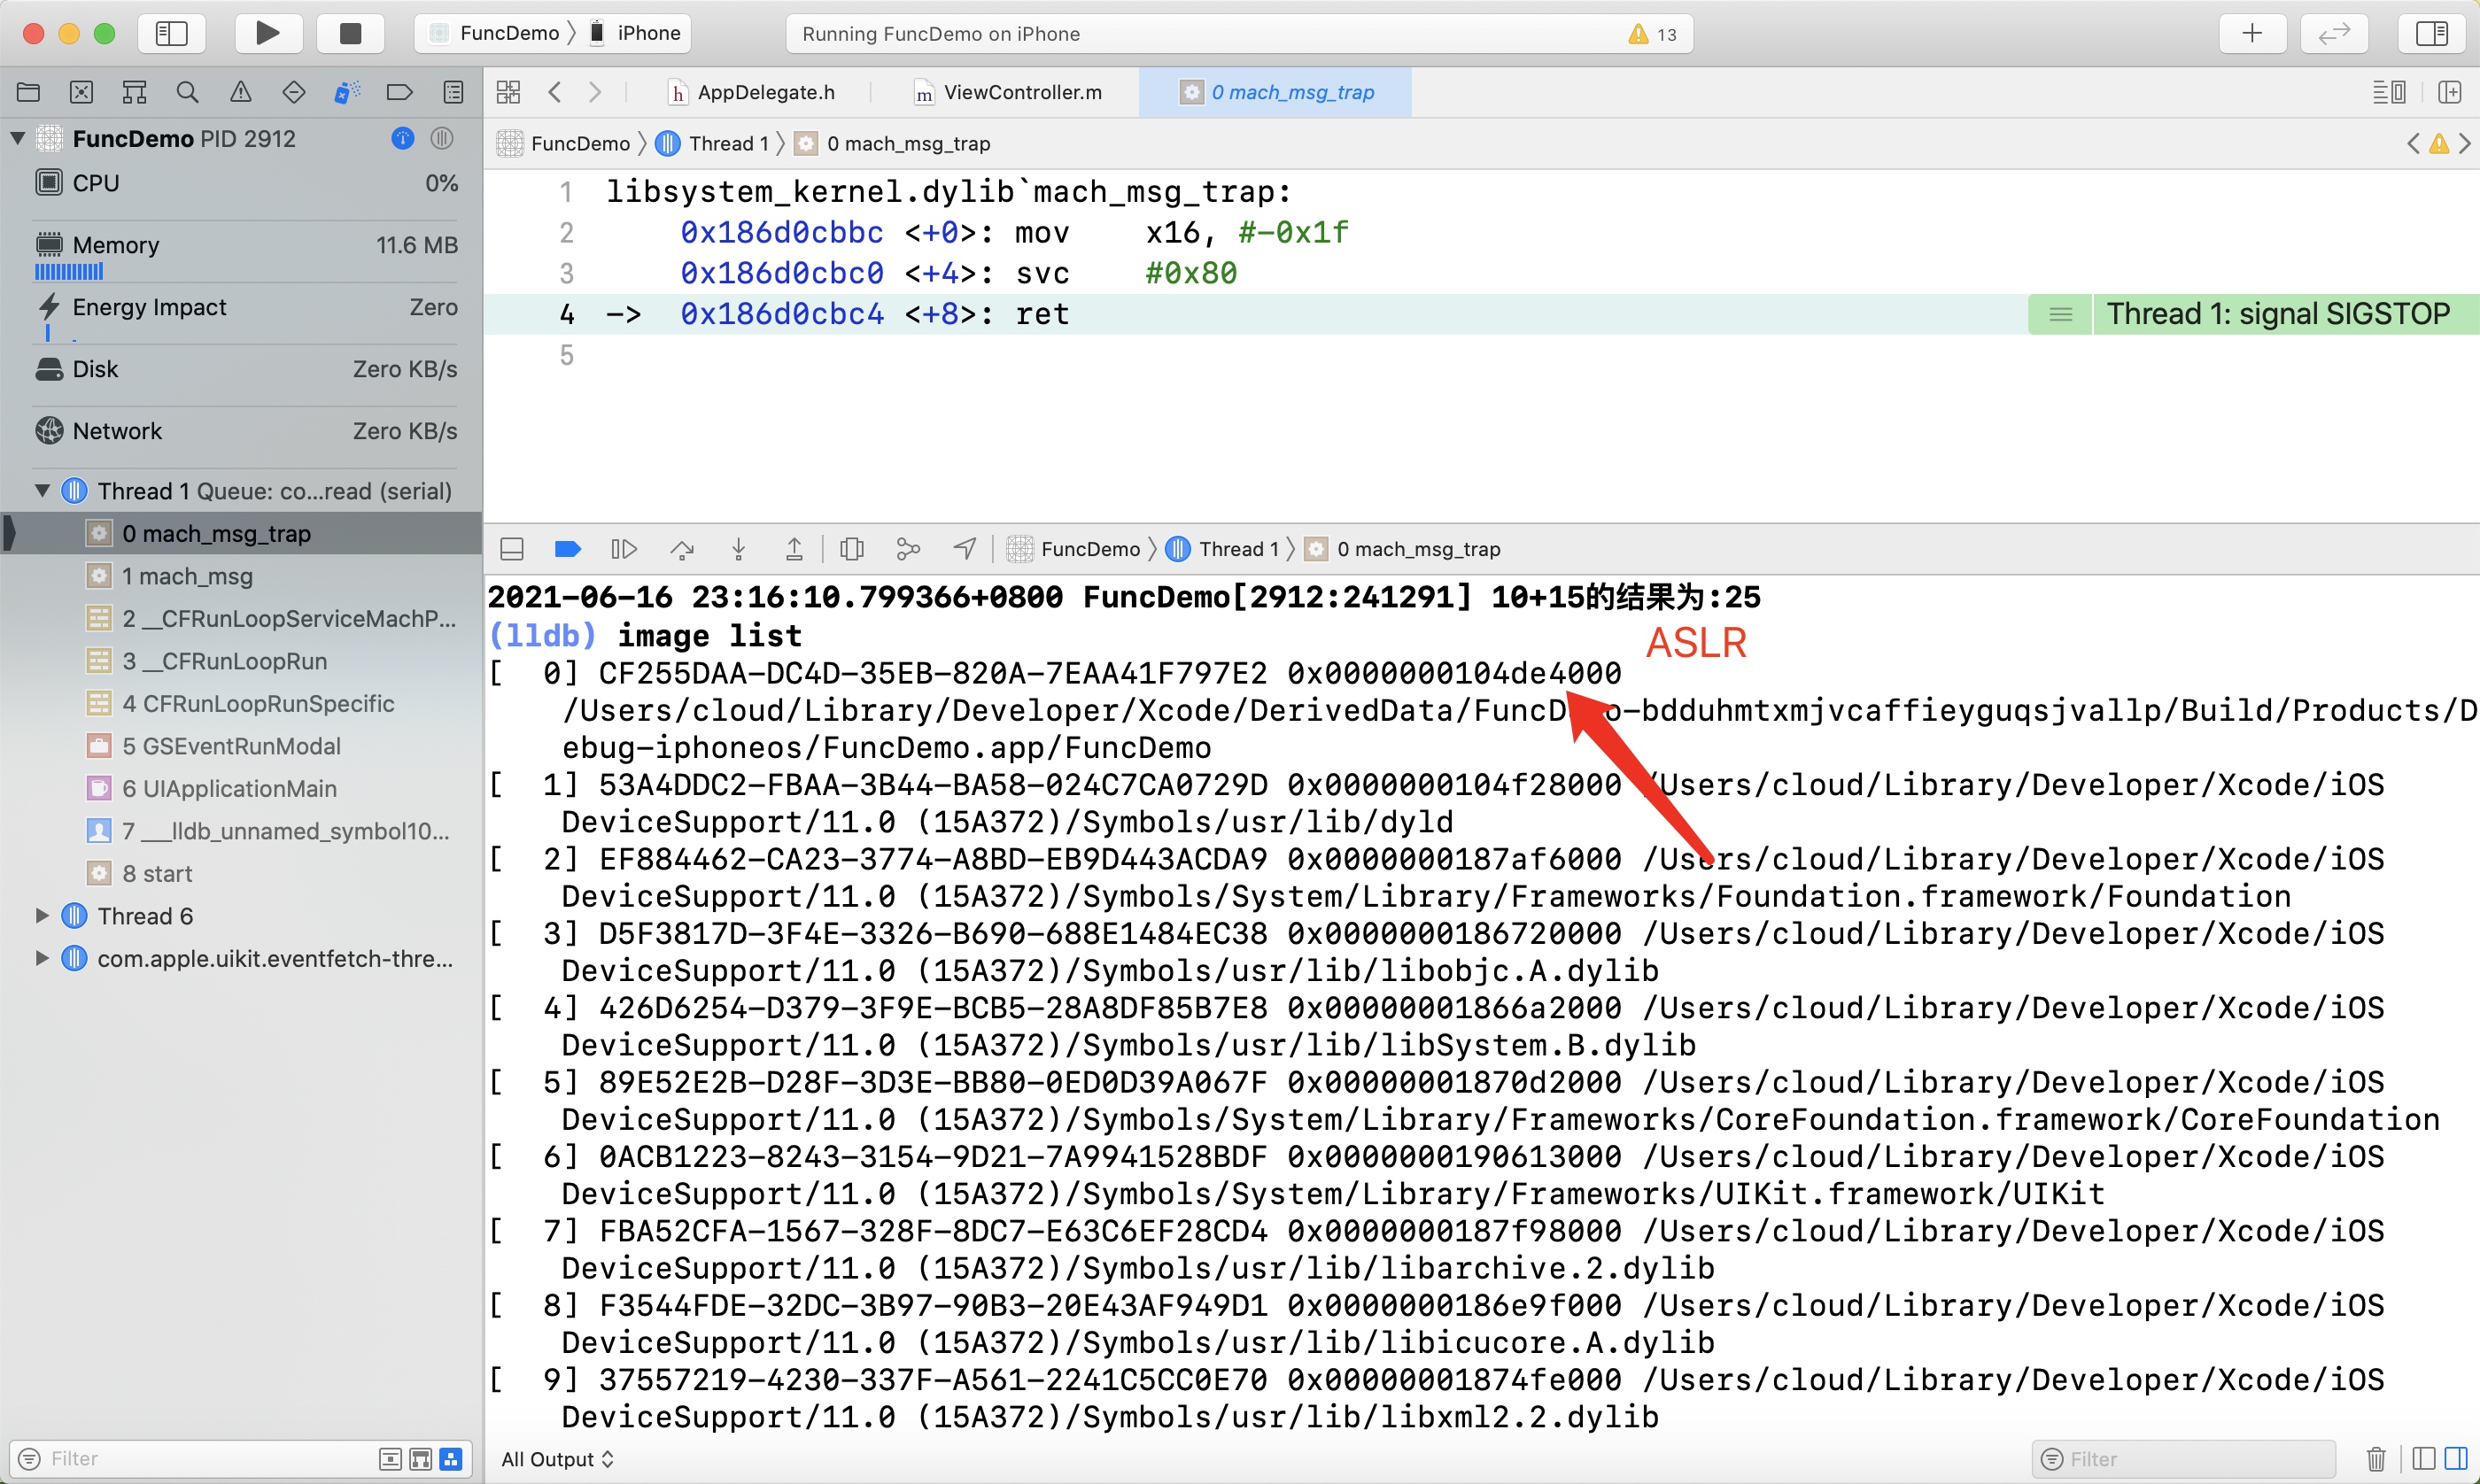 FuncDemo 〉 iPhone
Running FuncDemo on iPhone
13
AppDelegate.h
ViewController.m
0 mach_msg_trap
FuncDemo PID 2912
CPU 0%
Memory 11.6 MB
Energy Impact Zero
Disk Zero KB/s
Network Zero KB/s
Thread 1 Queue: co...read (serial)
0 mach_msg_trap
1 mach_msg
2 __CFRunLoopServiceMachP...
3 __CFRunLoopRun
4 CFRunLoopRunSpecific
5 GSEventRunModal
6 UIApplicationMain
7 ___lldb_unnamed_symbol10...
8 start
Thread 6
com.apple.uikit.eventfetch-thre...
Filter
FuncDemo 〉 Thread 1 〉 0 mach_msg_trap
1 libsystem_kernel.dylib`mach_msg_trap:
2 0x186d0cbbc <+0>: mov x16, #-0x1f
3 0x186d0cbc0 <+4>: svc #0x80
4 -> 0x186d0cbc4 <+8>: ret
Thread 1: signal SIGSTOP
5
FuncDemo 〉 Thread 1 〉 0 mach_msg_trap
2021-06-16 23:16:10.799366+0800 FuncDemo[2912:241291] 10+15的结果为:25
(lldb) image list
ASLR
[ 0] CF255DAA-DC4D-35EB-820A-7EAA41F797E2 0x0000000104de4000
/Users/cloud/Library/Developer/Xcode/DerivedData/FuncD o-bdduhmtxmjvcaffieyguqsjvallp/Build/Products/D
ebug-iphoneos/FuncDemo.app/FuncDemo
[ 1] 53A4DDC2-FBAA-3B44-BA58-024C7CA0729D 0x0000000104f28000 /Users/cloud/Library/Developer/Xcode/iOS
DeviceSupport/11.0 (15A372)/Symbols/usr/lib/dyld
[ 2] EF884462-CA23-3774-A8BD-EB9D443ACDA9 0x0000000187af6000 /Users/cloud/Library/Developer/Xcode/iOS
DeviceSupport/11.0 (15A372)/Symbols/System/Library/Frameworks/Foundation.framework/Foundation
[ 3] D5F3817D-3F4E-3326-B690-688E1484EC38 0x0000000186720000 /Users/cloud/Library/Developer/Xcode/iOS
DeviceSupport/11.0 (15A372)/Symbols/usr/lib/libobjc.A.dylib
[ 4] 426D6254-D379-3F9E-BCB5-28A8DF85B7E8 0x00000001866a2000 /Users/cloud/Library/Developer/Xcode/iOS
DeviceSupport/11.0 (15A372)/Symbols/usr/lib/libSystem.B.dylib
[ 5] 89E52E2B-D28F-3D3E-BB80-0ED0D39A067F 0x00000001870d2000 /Users/cloud/Library/Developer/Xcode/iOS
DeviceSupport/11.0 (15A372)/Symbols/System/Library/Frameworks/CoreFoundation.framework/CoreFoundation
[ 6] 0ACB1223-8243-3154-9D21-7A9941528BDF 0x0000000190613000 /Users/cloud/Library/Developer/Xcode/iOS
DeviceSupport/11.0 (15A372)/Symbols/System/Library/Frameworks/UIKit.framework/UIKit
[ 7] FBA52CFA-1567-328F-8DC7-E63C6EF28CD4 0x0000000187f98000 /Users/cloud/Library/Developer/Xcode/iOS
DeviceSupport/11.0 (15A372)/Symbols/usr/lib/libarchive.2.dylib
[ 8] F3544FDE-32DC-3B97-90B3-20E43AF949D1 0x0000000186e9f000 /Users/cloud/Library/Developer/Xcode/iOS
DeviceSupport/11.0 (15A372)/Symbols/usr/lib/libicucore.A.dylib
[ 9] 37557219-4230-337F-A561-2241C5CC0E70 0x00000001874fe000 /Users/cloud/Library/Developer/Xcode/iOS
DeviceSupport/11.0 (15A372)/Symbols/usr/lib/libxml2.2.dylib
All Output
Filter